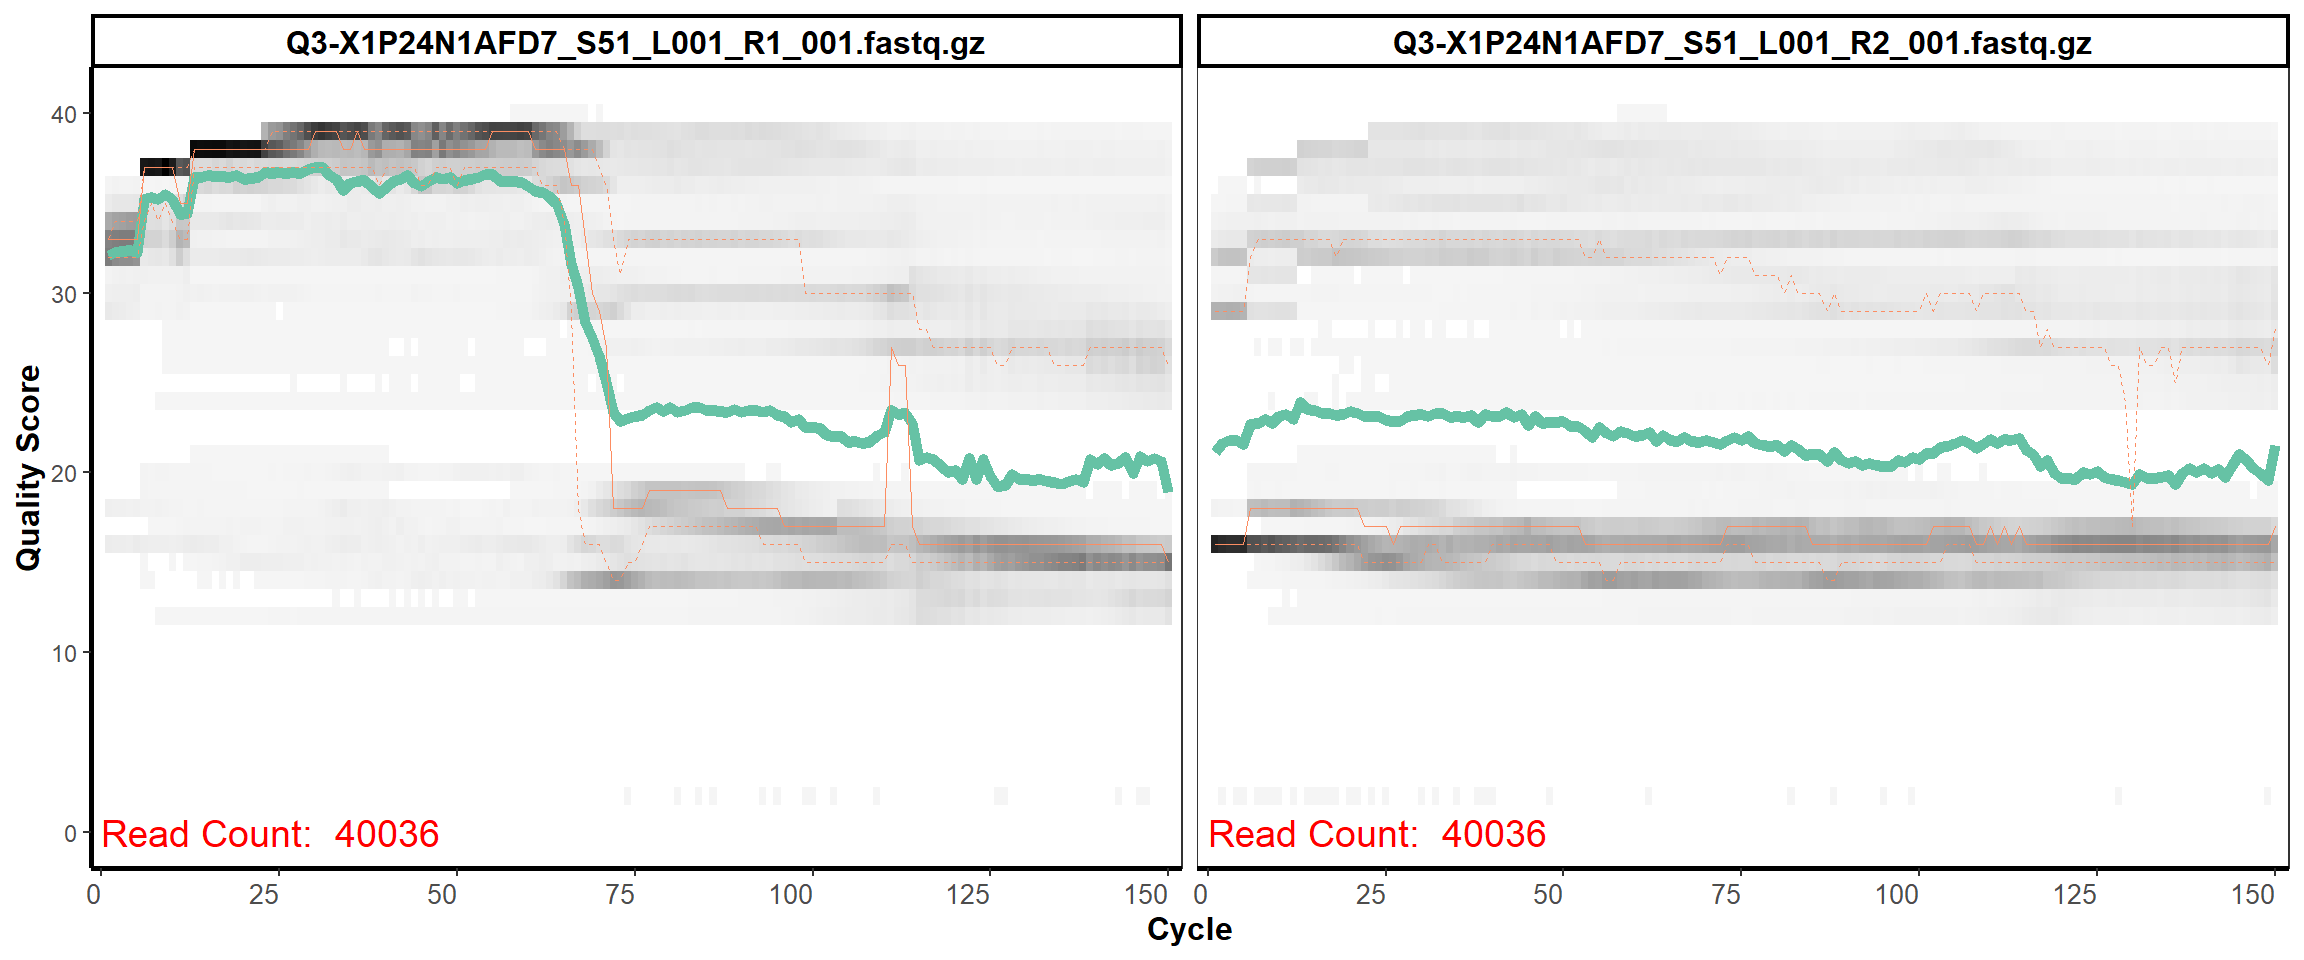 Q3-X1P24N1AFD7_S51_L001_R1_001.fastq.gz
Q3-X1P24N1AFD7_S51_L001_R2_001.fastq.gz
Quality Score
40
30
20
10
0
Read Count: 40036
Read Count: 40036
0 25 50 75 100 125 150
0 25 50 75 100 125 150
Cycle